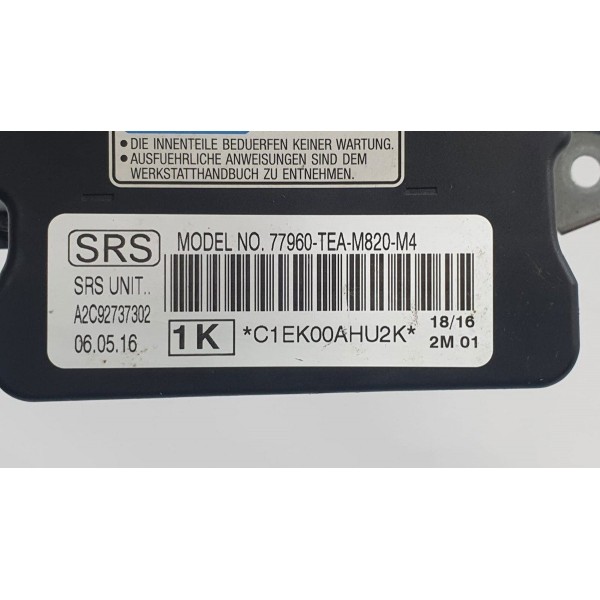 • DIE INNENTEILE BEDUERFEN KEINER WARTUNG.
• AUSFUEHRLICHE ANWEISUNGEN SIND DEM
WERKSTATTHANDBUCH ZU ENTNEHMEN.
SRS MODEL NO. 77960-TEA-M820-M4
SRS UNIT..
A2C92737302
06.05.16 1K *C1EK00AHU2K* 18/16
2M 01